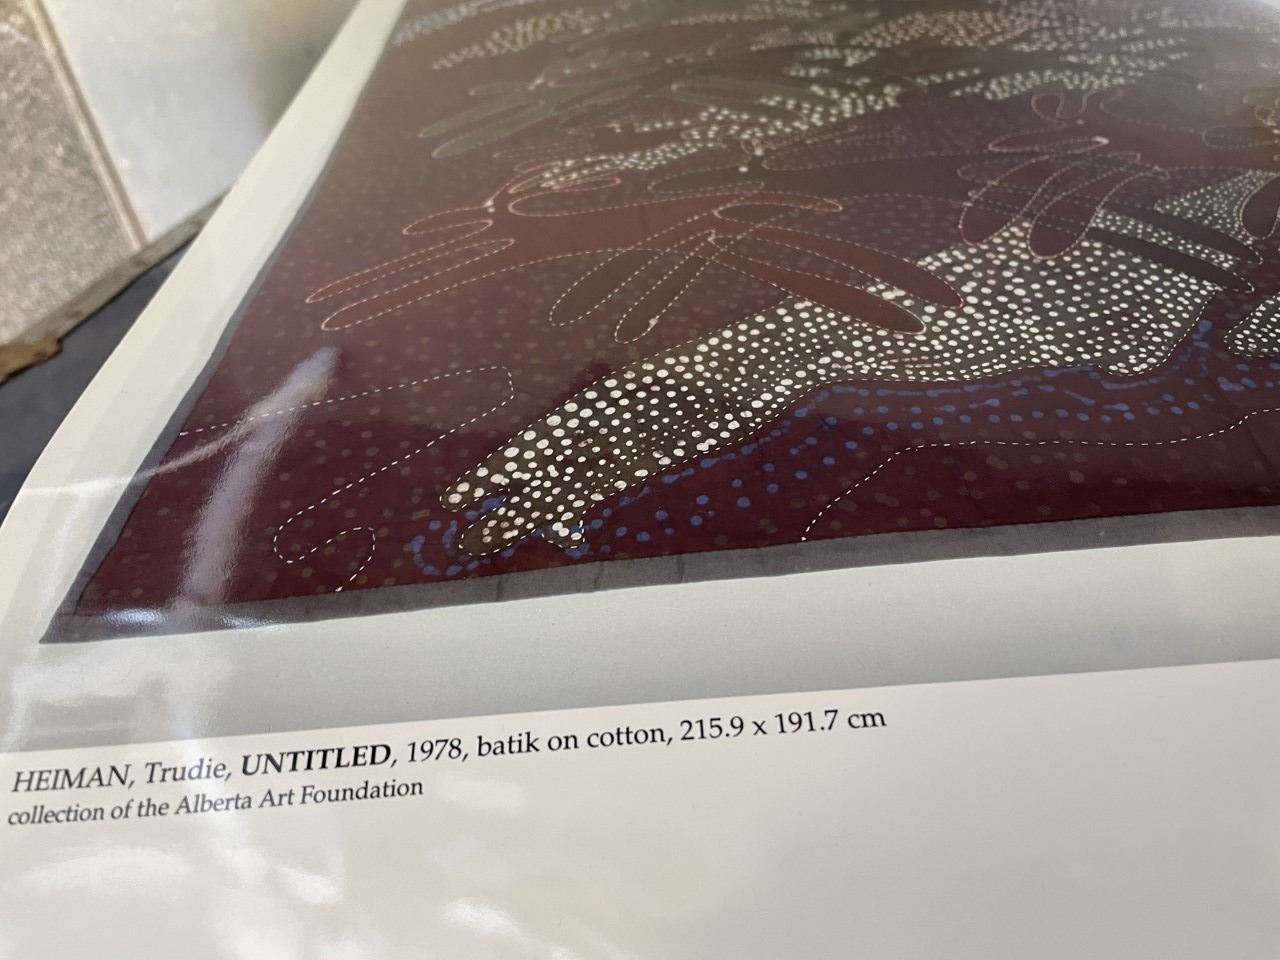 HEIMAN, Trudie, UNTITLED, 1978, batik on cotton, 215.9 x 191.7 cm
collection of the Alberta Art Foundation